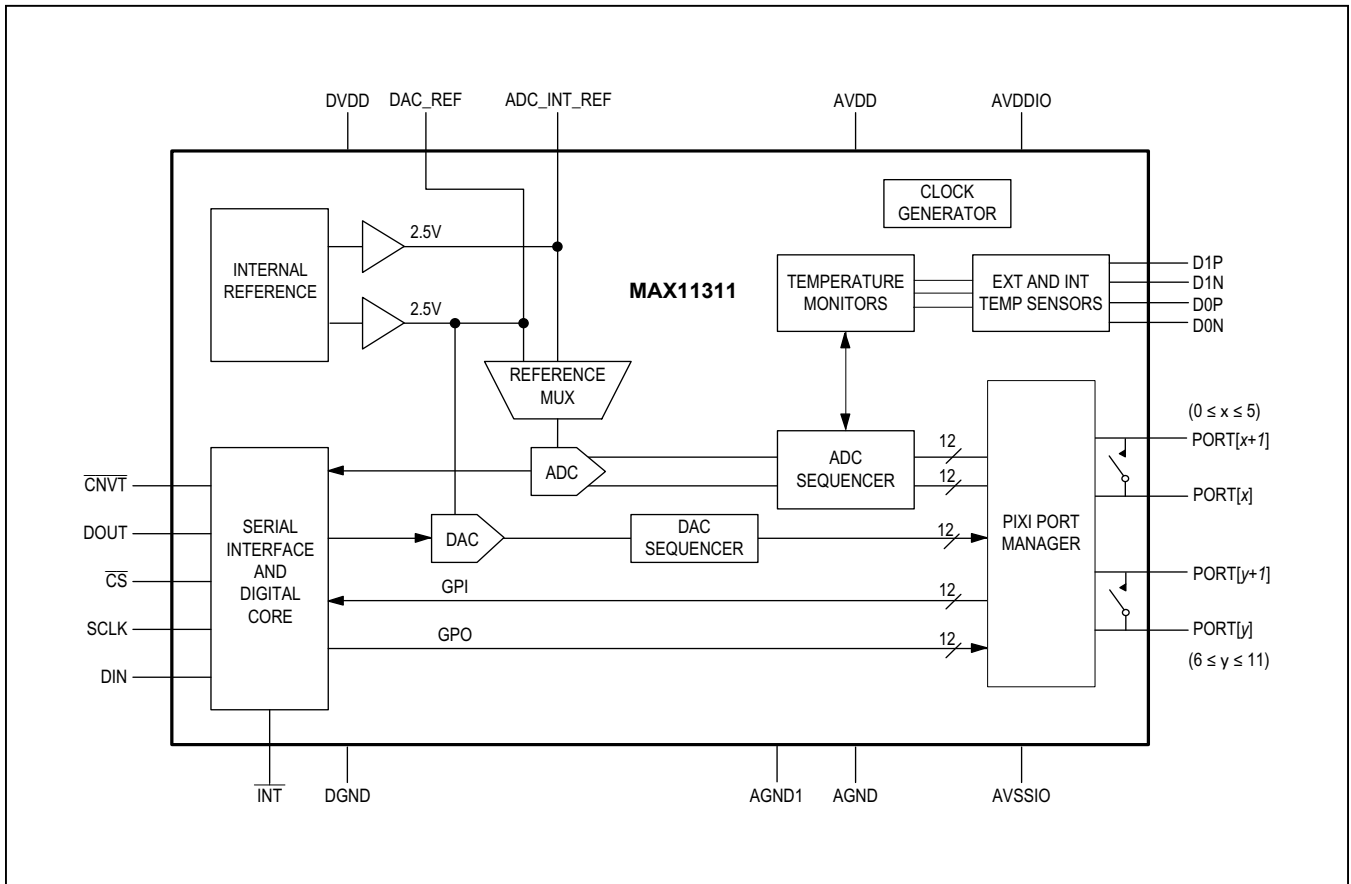 DVDD
DAC_REF
ADC_INT_REF
AVDD
AVDDIO
CLOCK
GENERATOR
2.5V
INTERNAL
REFERENCE
2.5V
MAX11311
TEMPERATURE
MONITORS
EXT AND INT
TEMP SENSORS
D1P
D1N
D0P
D0N
REFERENCE
MUX
(0 ≤ x ≤ 5)
PORT[x+1]
PORT[x]
ADC
ADC
SEQUENCER
12
12
CNVT
DOUT
CS
SCLK
DIN
SERIAL
INTERFACE
AND
DIGITAL
CORE
DAC
DAC
SEQUENCER
12
PIXI PORT
MANAGER
GPI
12
GPO
12
PORT[y+1]
PORT[y]
(6 ≤ y ≤ 11)
INT
DGND
AGND1
AGND
AVSSIO